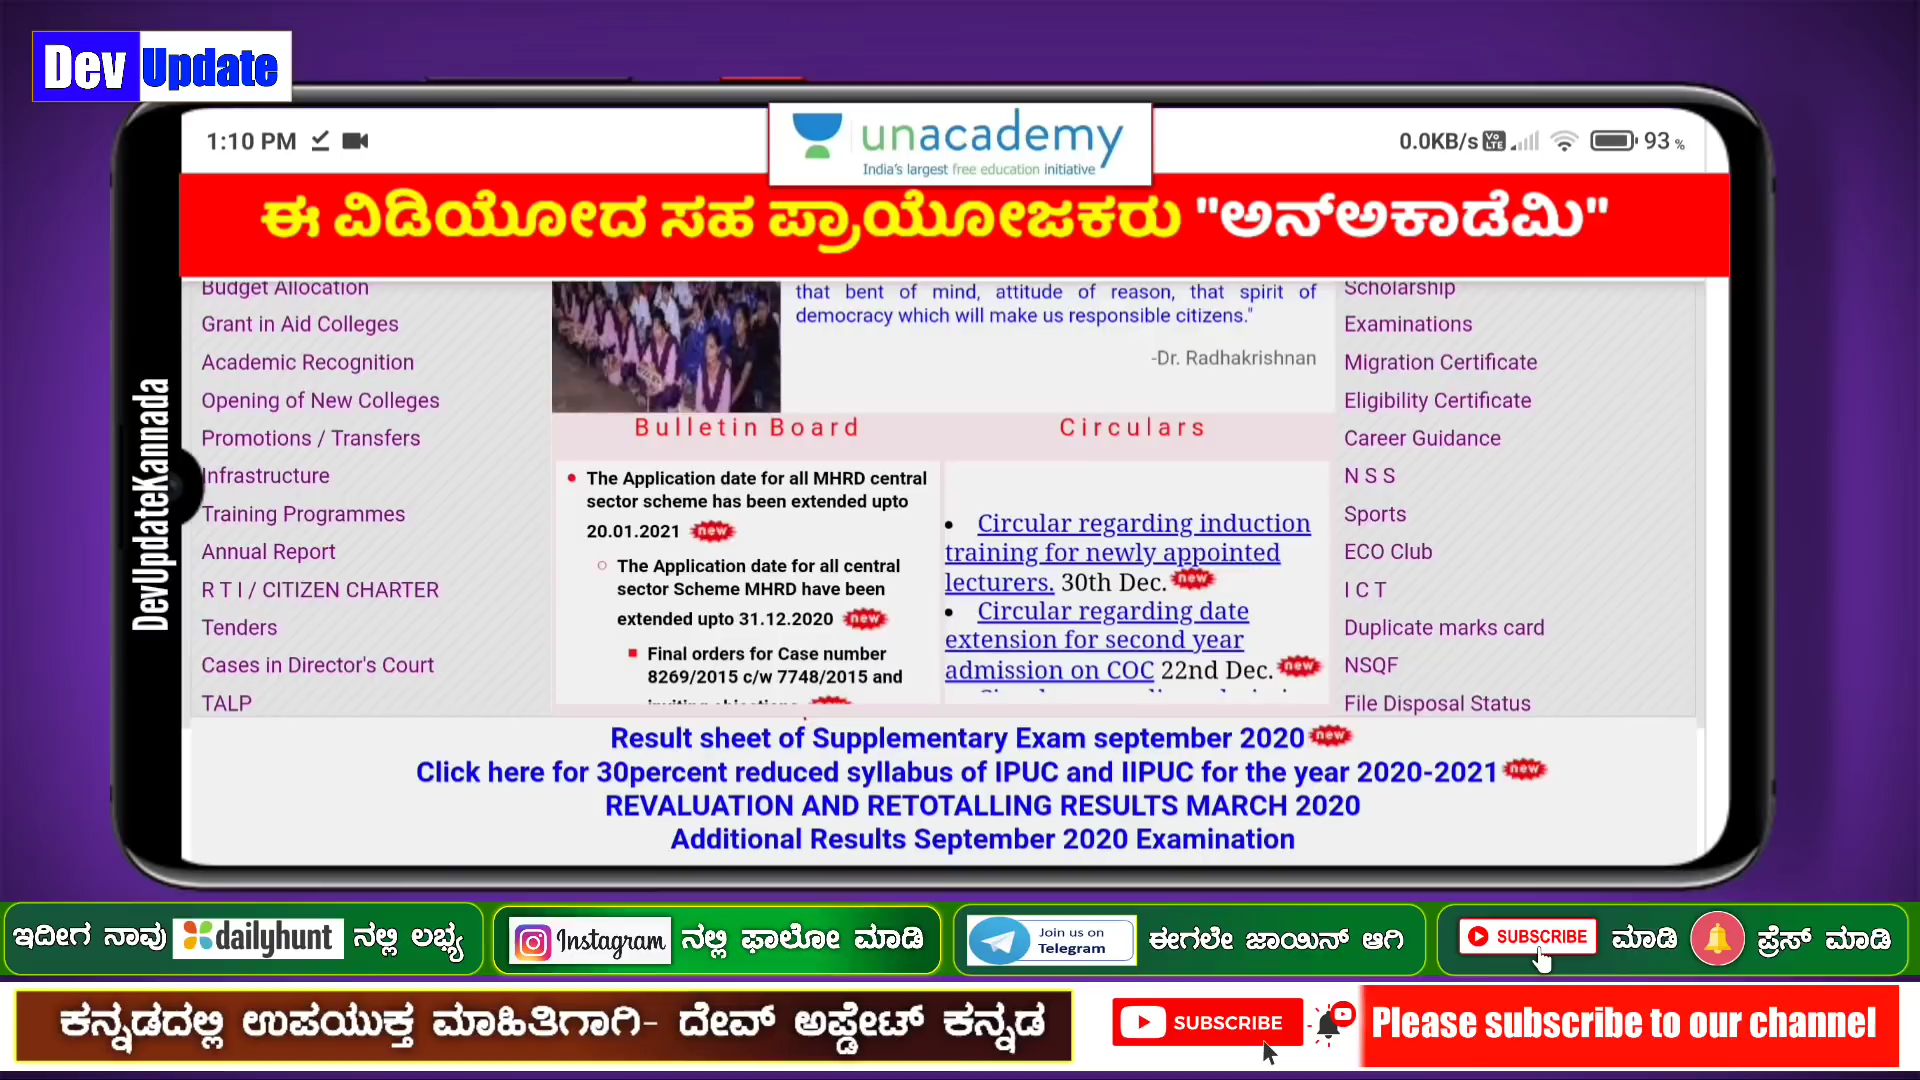 Dev Update
1:10 PM
unacademy
India's largest free education initiative
0.0KB/s Vo LTE 93 %
ಈ ವಿಡಿಯೋದ ಸಹ ಪ್ರಾಯೋಜಕರು "ಅನ್ಅಕಾಡೆಮಿ"
DevUpdateKannada
Budget Allocation
Grant in Aid Colleges
Academic Recognition
Opening of New Colleges
Promotions / Transfers
Infrastructure
Training Programmes
Annual Report
R T I / CITIZEN CHARTER
Tenders
Cases in Director's Court
TALP
that bent of mind, attitude of reason, that spirit of
democracy which will make us responsible citizens."
-Dr. Radhakrishnan
Bulletin Board
The Application date for all MHRD central
sector scheme has been extended upto
20.01.2021 new
The Application date for all central
sector Scheme MHRD have been
extended upto 31.12.2020 new
Final orders for Case number
8269/2015 c/w 7748/2015 and
Circulars
Circular regarding induction
training for newly appointed
lecturers. 30th Dec. new
Circular regarding date
extension for second year
admission on COC 22nd Dec. new
Scholarship
Examinations
Migration Certificate
Eligibility Certificate
Career Guidance
N S S
Sports
ECO Club
I C T
Duplicate marks card
NSQF
File Disposal Status
Result sheet of Supplementary Exam september 2020 new
Click here for 30percent reduced syllabus of IPUC and IIPUC for the year 2020-2021 new
REVALUATION AND RETOTALLING RESULTS MARCH 2020
Additional Results September 2020 Examination
ಇದೀಗ ನಾವು dailyhunt ನಲ್ಲಿ ಲಭ್ಯ
Instagram ನಲ್ಲಿ ಫಾಲೋ ಮಾಡಿ
Join us on
Telegram
ಈಗಲೇ ಜಾಯಿನ್ ಆಗಿ
SUBSCRIBE ಮಾಡಿ ಪ್ರೆಸ್ ಮಾಡಿ
ಕನ್ನಡದಲ್ಲಿ ಉಪಯುಕ್ತ ಮಾಹಿತಿಗಾಗಿ- ದೇವ್ ಅಪ್ಡೇಟ್ ಕನ್ನಡ
SUBSCRIBE
Please subscribe to our channel